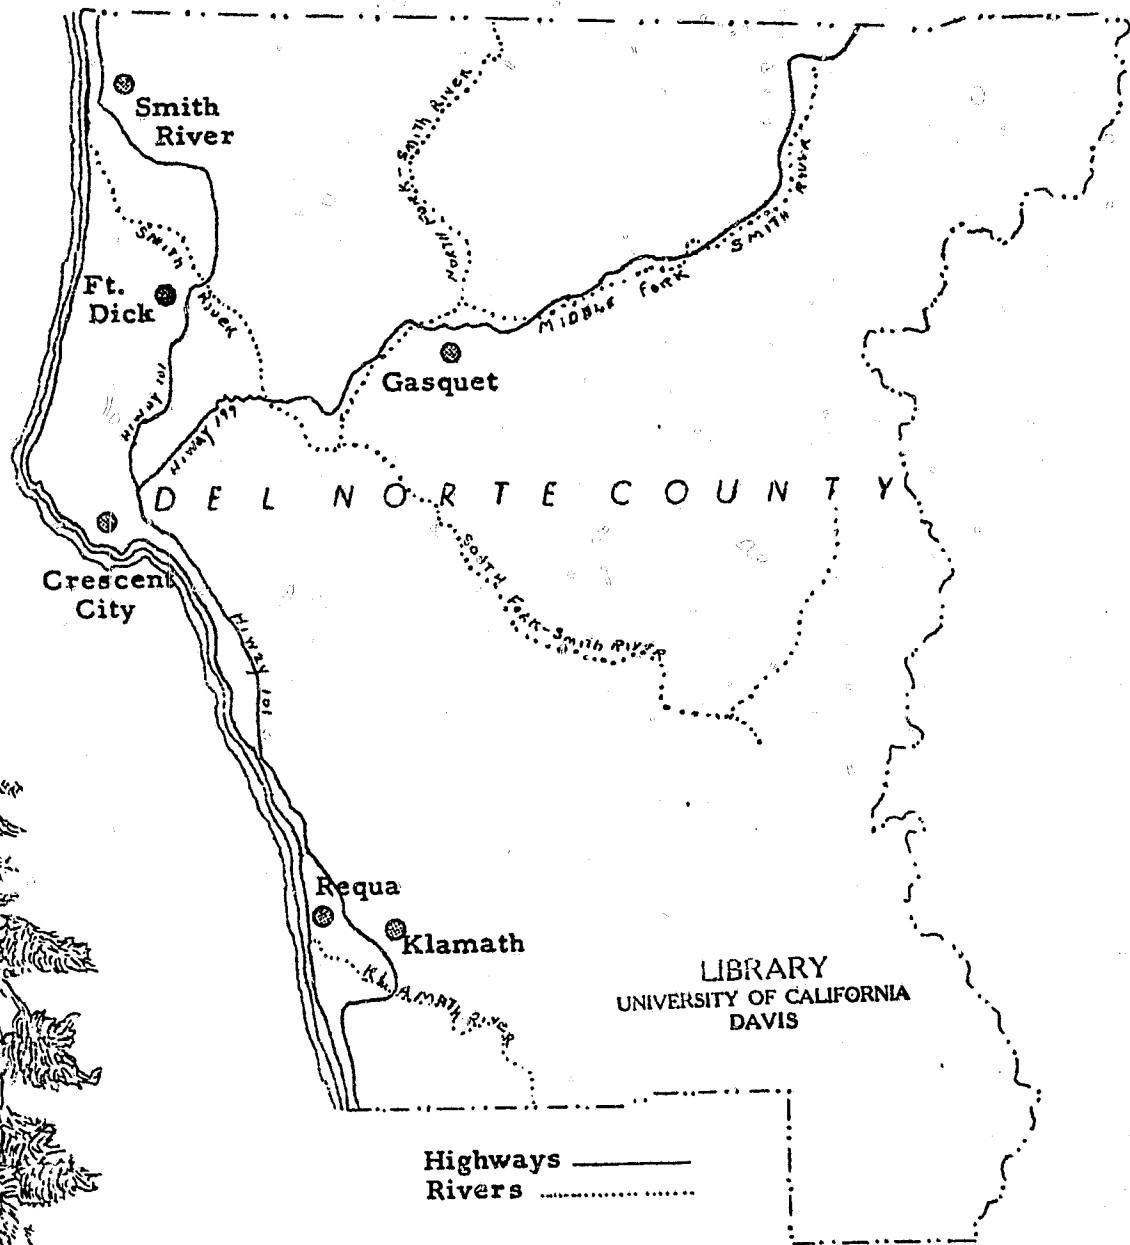 Smith
River
NORTH FORK-SMITH RIVER
MIDDLE FORK SMITH RIVER
SMITH RIVER
Ft.
Dick
Gasquet
HIWAY 101
HIWAY 199
DEL NORTE COUNTY
Crescent
City
SOUTH FORK-SMITH RIVER
HIWAY 101
Requa
Klamath
KLAMATH RIVER
LIBRARY
UNIVERSITY OF CALIFORNIA
DAVIS
Highways
Rivers